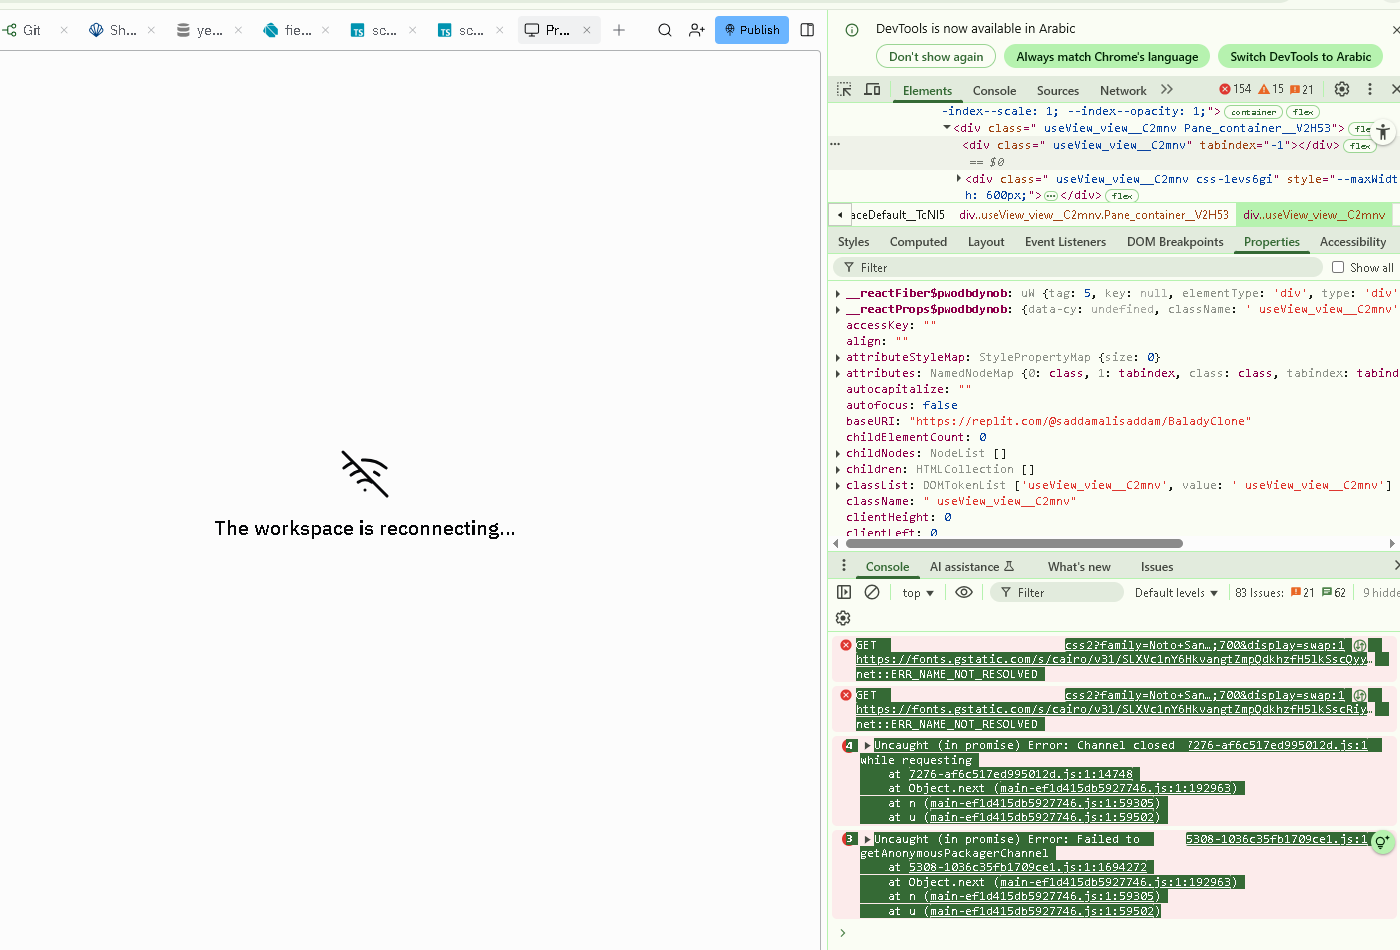 Git × Sh... × ye... × fie... × sc... × sc... × Pr... × + Publish
The workspace is reconnecting...
DevTools is now available in Arabic ×
Don't show again Always match Chrome's language Switch DevTools to Arabic
Elements Console Sources Network >> 154 15 21
-index--scale: 1; --index--opacity: 1;"> container flex
<div class=" useView_view__C2mnv Pane_container__V2H53"> fle
... <div class=" useView_view__C2mnv" tabindex="-1"></div> flex
== $0
<div class=" useView_view__C2mnv css-1evs6gi" style="--maxWidt
h: 600px;"> ... </div> flex
aceDefault__TcNI5 div..useView_view__C2mnv.Pane_container__V2H53 div..useView_view__C2mnv
Styles Computed Layout Event Listeners DOM Breakpoints Properties Accessibility
Filter Show all
__reactFiber$pwodbdynob: uW {tag: 5, key: null, elementType: 'div', type: 'div'
__reactProps$pwodbdynob: {data-cy: undefined, className: ' useView_view__C2mnv'
accessKey: ""
align: ""
attributeStyleMap: StylePropertyMap {size: 0}
attributes: NamedNodeMap {0: class, 1: tabindex, class: class, tabindex: tabind
autocapitalize: ""
autofocus: false
baseURI: "https://replit.com/@saddamalisaddam/BaladyClone"
childElementCount: 0
childNodes: NodeList []
children: HTMLCollection []
classList: DOMTokenList ['useView_view__C2mnv', value: ' useView_view__C2mnv']
className: " useView_view__C2mnv"
clientHeight: 0
clientLeft: 0
Console AI assistance What's new Issues
top Filter Default levels 83 Issues: 21 62 9 hidde
GET css2?family=Noto+San…;700&display=swap:1
https://fonts.gstatic.com/s/cairo/v31/SLXVc1nY6HkvangtZmpQdkhzfH5lkSscQyy…
net::ERR_NAME_NOT_RESOLVED
GET css2?family=Noto+San…;700&display=swap:1
https://fonts.gstatic.com/s/cairo/v31/SLXVc1nY6HkvangtZmpQdkhzfH5lkSscRiy…
net::ERR_NAME_NOT_RESOLVED
4 Uncaught (in promise) Error: Channel closed 7276-af6c517ed995012d.js:1
while requesting
at 7276-af6c517ed995012d.js:1:14748
at Object.next (main-ef1d415db5927746.js:1:192963)
at n (main-ef1d415db5927746.js:1:59305)
at u (main-ef1d415db5927746.js:1:59502)
3 Uncaught (in promise) Error: Failed to 5308-1036c35fb1709ce1.js:1
getAnonymousPackagerChannel
at 5308-1036c35fb1709ce1.js:1:1694272
at Object.next (main-ef1d415db5927746.js:1:192963)
at n (main-ef1d415db5927746.js:1:59305)
at u (main-ef1d415db5927746.js:1:59502)